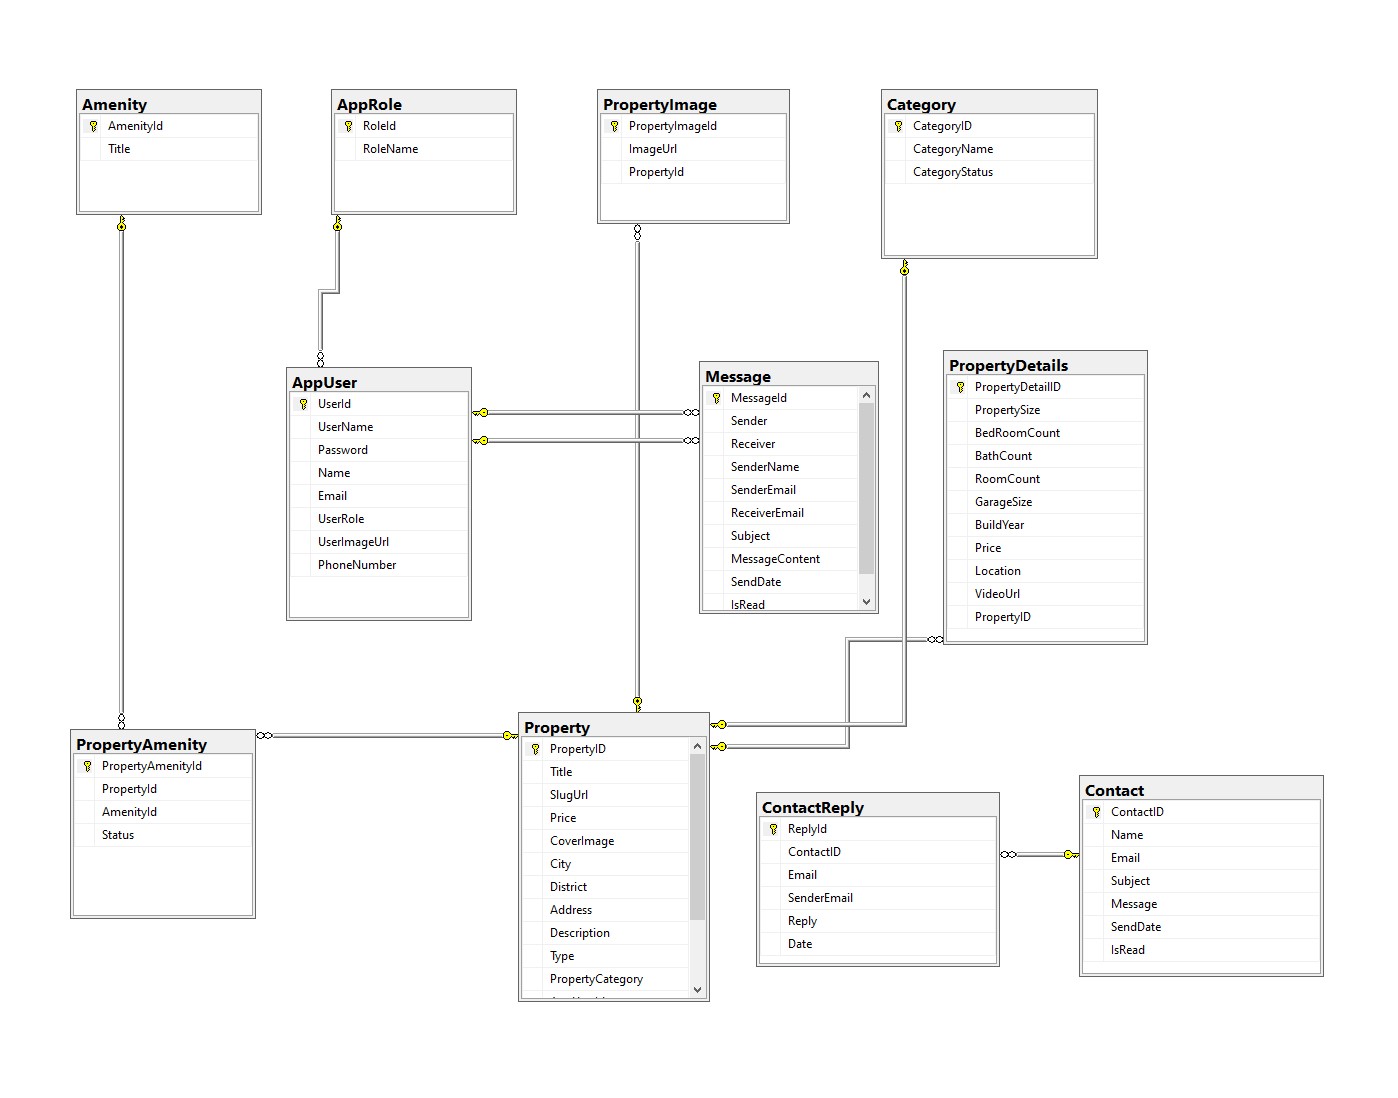 Amenity
AmenityId
Title
AppRole
RoleId
RoleName
PropertyImage
PropertyImageId
ImageUrl
PropertyId
Category
CategoryID
CategoryName
CategoryStatus
AppUser
UserId
UserName
Password
Name
Email
UserRole
UserImageUrl
PhoneNumber
Message
MessageId
Sender
Receiver
SenderName
SenderEmail
ReceiverEmail
Subject
MessageContent
SendDate
IsRead
PropertyDetails
PropertyDetailID
PropertySize
BedRoomCount
BathCount
RoomCount
GarageSize
BuildYear
Price
Location
VideoUrl
PropertyID
PropertyAmenity
PropertyAmenityId
PropertyId
AmenityId
Status
Property
PropertyID
Title
SlugUrl
Price
CoverImage
City
District
Address
Description
Type
PropertyCategory
ContactReply
ReplyId
ContactID
Email
SenderEmail
Reply
Date
Contact
ContactID
Name
Email
Subject
Message
SendDate
IsRead